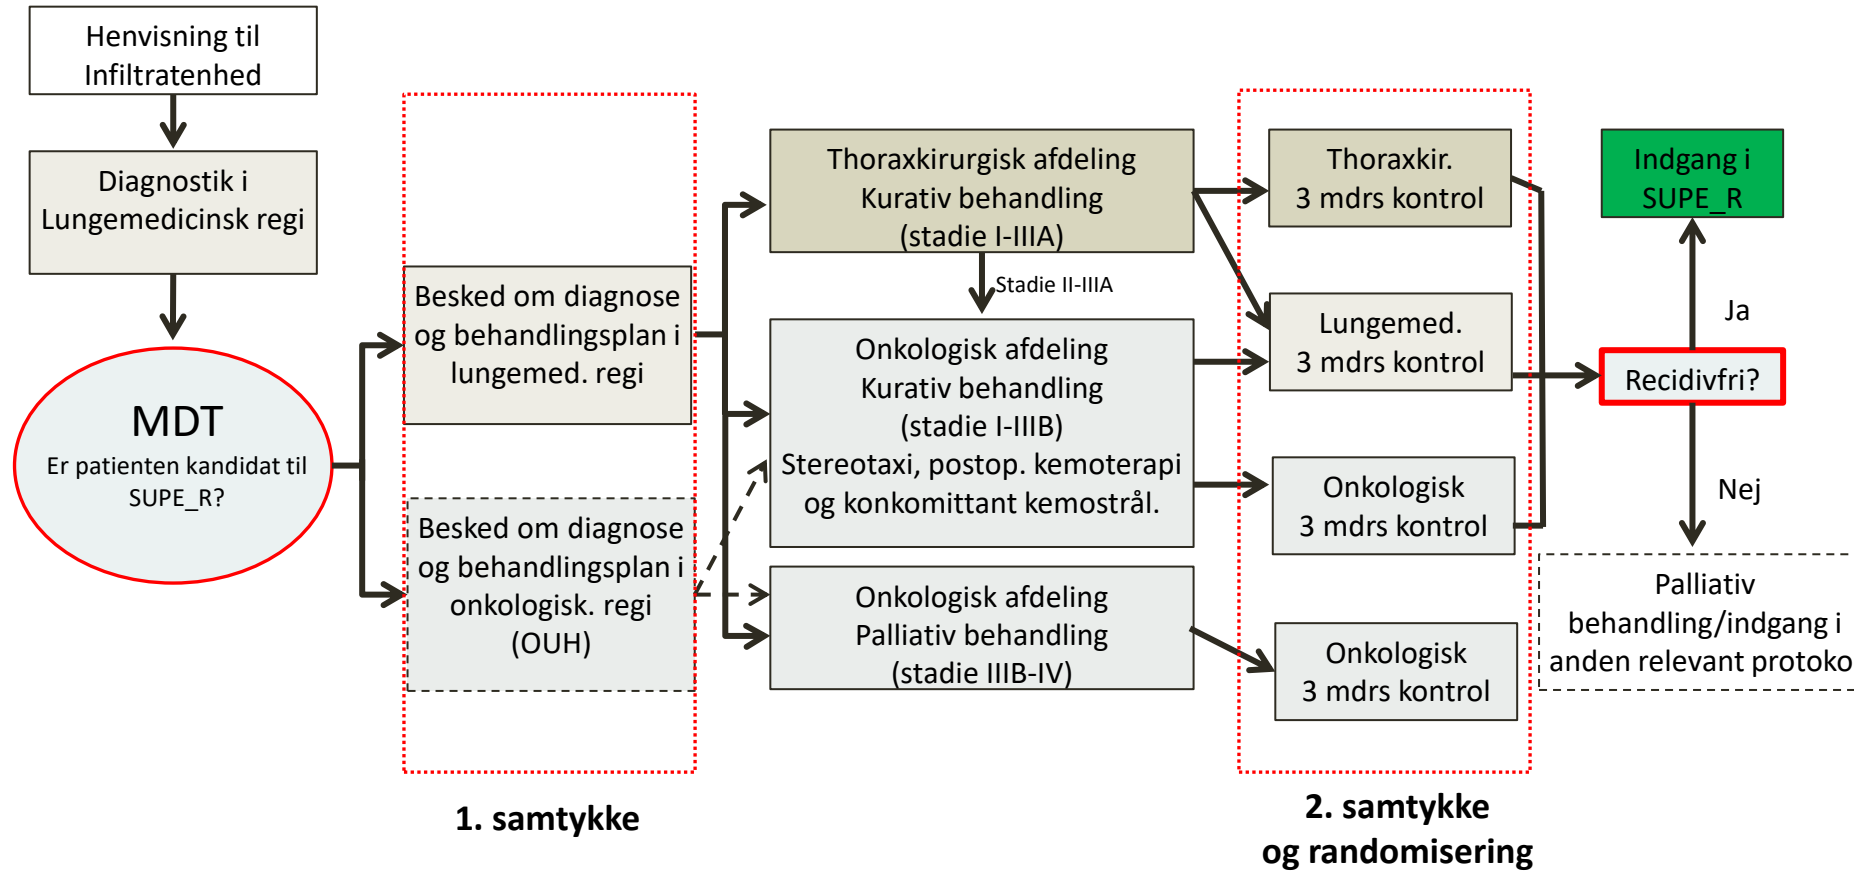 Henvisning til
Infiltratenhed
Diagnostik i
Lungemedicinsk regi
MDT
Er patienten kandidat til
SUPE_R?
Besked om diagnose
og behandlingsplan i
lungemed. regi
Besked om diagnose
og behandlingsplan i
onkologisk. regi
(OUH)
1. samtykke
Thoraxkirurgisk afdeling
Kurativ behandling
(stadie I-IIIA)
Stadie II-IIIA
Onkologisk afdeling
Kurativ behandling
(stadie I-IIIB)
Stereotaxi, postop. kemoterapi
og konkomittant kemostrål.
Onkologisk afdeling
Palliativ behandling
(stadie IIIB-IV)
Thoraxkir.
3 mdrs kontrol
Lungemed.
3 mdrs kontrol
Onkologisk
3 mdrs kontrol
Onkologisk
3 mdrs kontrol
2. samtykke
og randomisering
Indgang i
SUPE_R
Ja
Recidivfri?
Nej
Palliativ
behandling/indgang i
anden relevant protoko